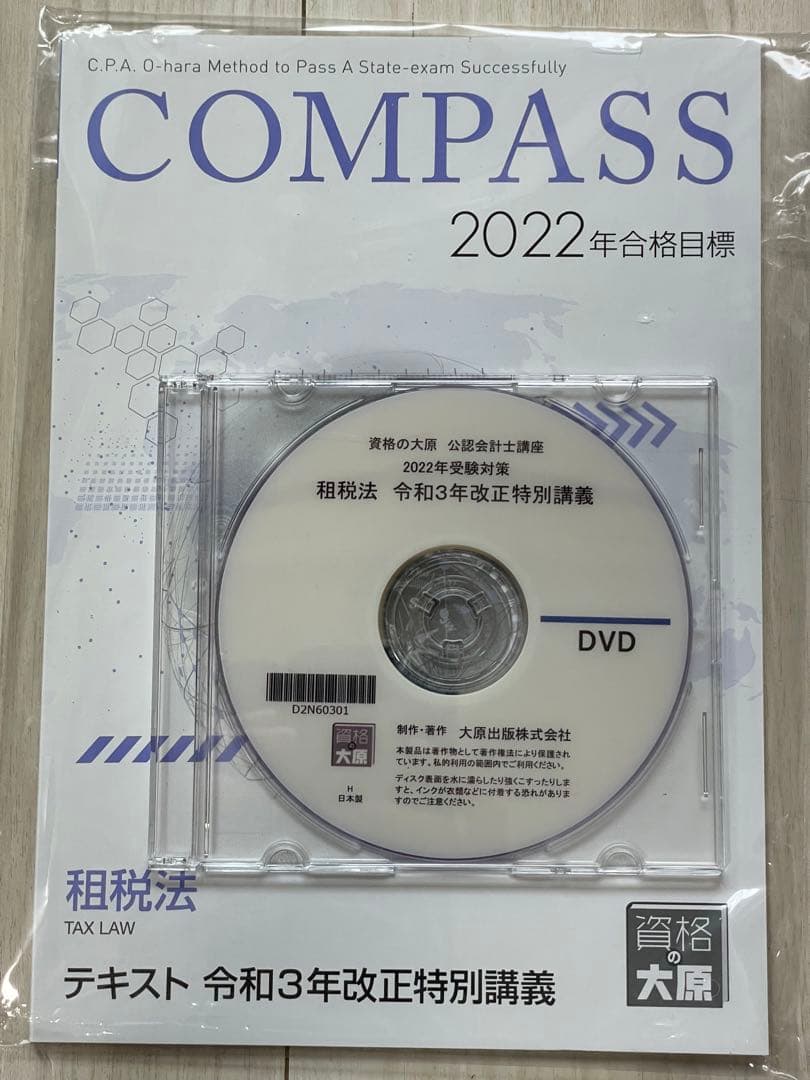 C.P.A. O-hara Method to Pass A State-exam Successfully
COMPASS
2022年合格目標
資格の大原 公認会計士講座
2022年受験対策
租税法 令和3年改正特別講義
DVD
D2N60301
資格
の
大原
制作・著作 大原出版株式会社
本製品は著作物として著作権法により保護され
ています。私的利用の範囲内でご利用ください。
ディスク表面を水に濡らしたり強くこすったりしま
すと、インクが衣類などに付着する恐れがありま
すのでご注意ください。
H
日本製
租税法
TAX LAW
テキスト 令和3年改正特別講義
資格
の
大原